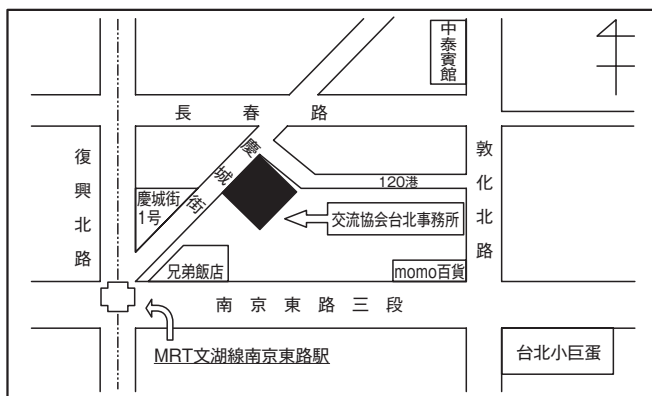 中泰賓館
長春路
復興北路
慶城街
敦化北路
120港
慶城街
1号
交流協会台北事務所
兄弟飯店
momo百貨
南京東路三段
MRT文湖線南京東路駅
台北小巨蛋